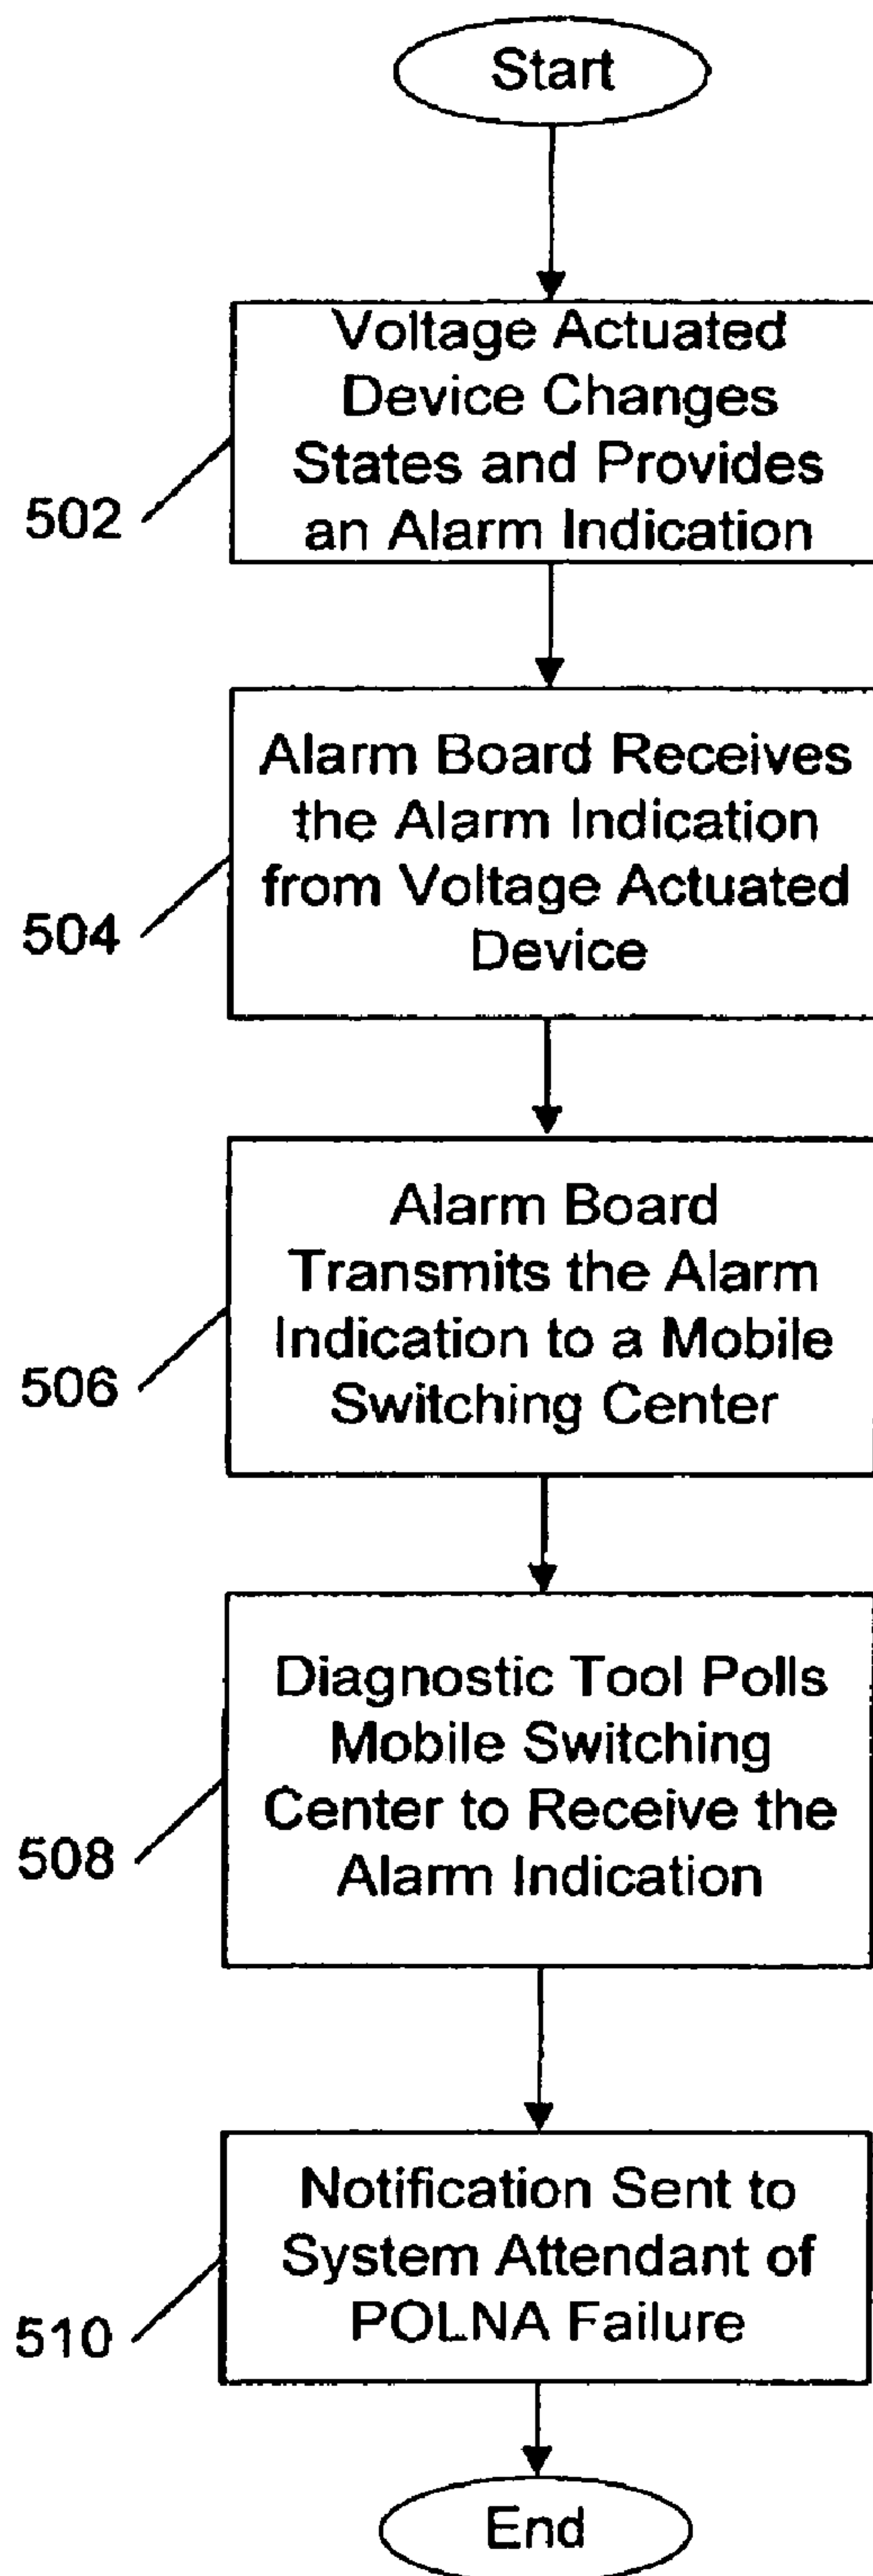 Start
Voltage Actuated
Device Changes
States and Provides
an Alarm Indication
502
Alarm Board Receives
the Alarm Indication
from Voltage Actuated
Device
504
Alarm Board
Transmits the Alarm
Indication to a Mobile
Switching Center
506
Diagnostic Tool Polls
Mobile Switching
Center to Receive the
Alarm Indication
508
Notification Sent to
System Attendant of
POLNA Failure
510
End